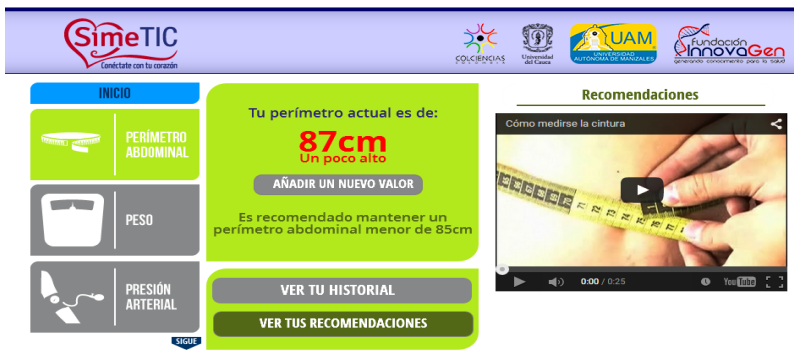 SimeTIC
Conéctate con tu corazón
COLCIENCIAS
COLOMBIA
Universidad
del Cauca
UAM
UNIVERSIDAD
AUTÓNOMA DE MANIZALES
Fundación
InnovaGen
generando conocimiento para la salud
INICIO
PERÍMETRO
ABDOMINAL
PESO
PRESIÓN
ARTERIAL
SIGUE
Tu perímetro actual es de:
87cm
Un poco alto
AÑADIR UN NUEVO VALOR
Es recomendado mantener un
perímetro abdominal menor de 85cm
VER TU HISTORIAL
VER TUS RECOMENDACIONES
Recomendaciones
Cómo medirse la cintura
0:00 / 0:25
YouTube